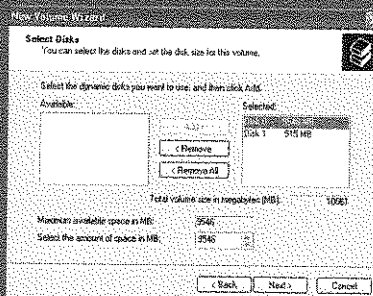 New Volume Wizard
Select Disks
You can select the disks and set the disk size for this volume.
Select the dynamic disks you want to use, and then click Add.
Available:
Selected:
Disk 1 515 MB
< Remove
< Remove All
Total volume size in megabytes (MB):
Maximum available space in MB: 9546
Select the amount of space in MB: 9546
< Back Next > Cancel